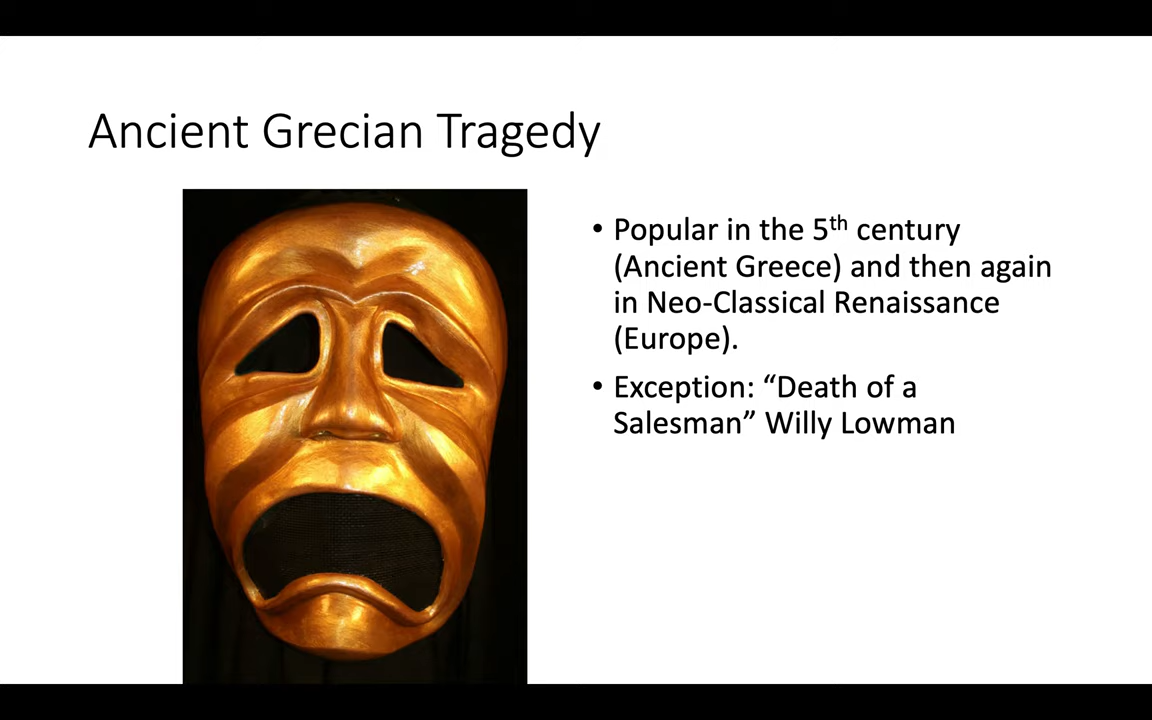 Ancient Grecian Tragedy
• Popular in the 5th century
(Ancient Greece) and then again
in Neo-Classical Renaissance
(Europe).
• Exception: “Death of a
Salesman” Willy Lowman